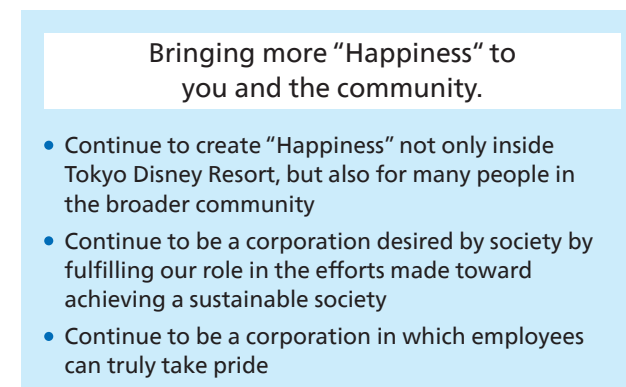 Bringing more “Happiness“ to
you and the community.
• Continue to create “Happiness” not only inside
Tokyo Disney Resort, but also for many people in
the broader community
• Continue to be a corporation desired by society by
fulfilling our role in the efforts made toward
achieving a sustainable society
• Continue to be a corporation in which employees
can truly take pride